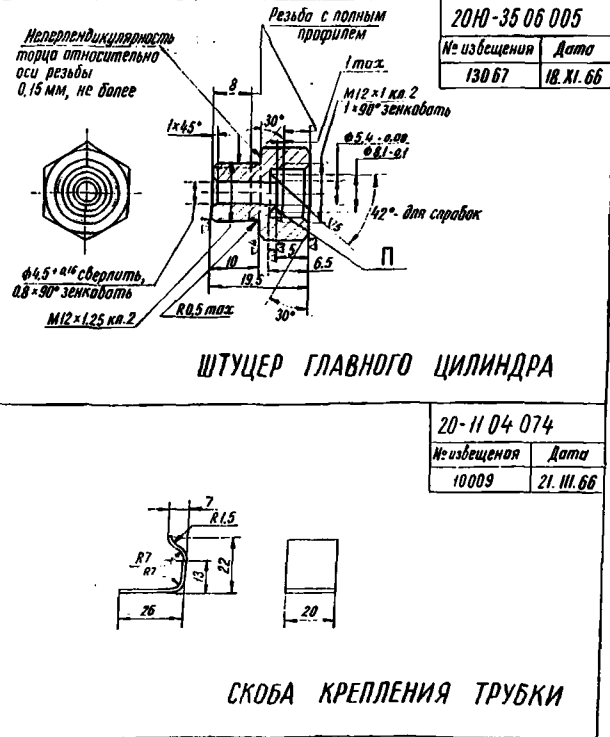 20Ю-35 06 005
№ извещения Дата
13067 18.XI.66
Неперпендикулярность
торца относительно
оси резьбы
0,15 мм, не более
Резьба с полным
профилем
1 max
M12×1 кл.2
1×90° зенковать
8
30°
1×45°
ф5,4-0,08
ф8,1-0,1
42°- для справок
П
1,5
5
6.5
10
19.5
30°
ф4,5+0,16 сверлить,
0.8×90° зенковать
M12×1,25 кл.2
R0,5 max
ШТУЦЕР ГЛАВНОГО ЦИЛИНДРА
20-11 04 074
№ извещения Дата
10009 21.III.66
7
R1.5
R7
R7
13
22
26
20
СКОБА КРЕПЛЕНИЯ ТРУБКИ